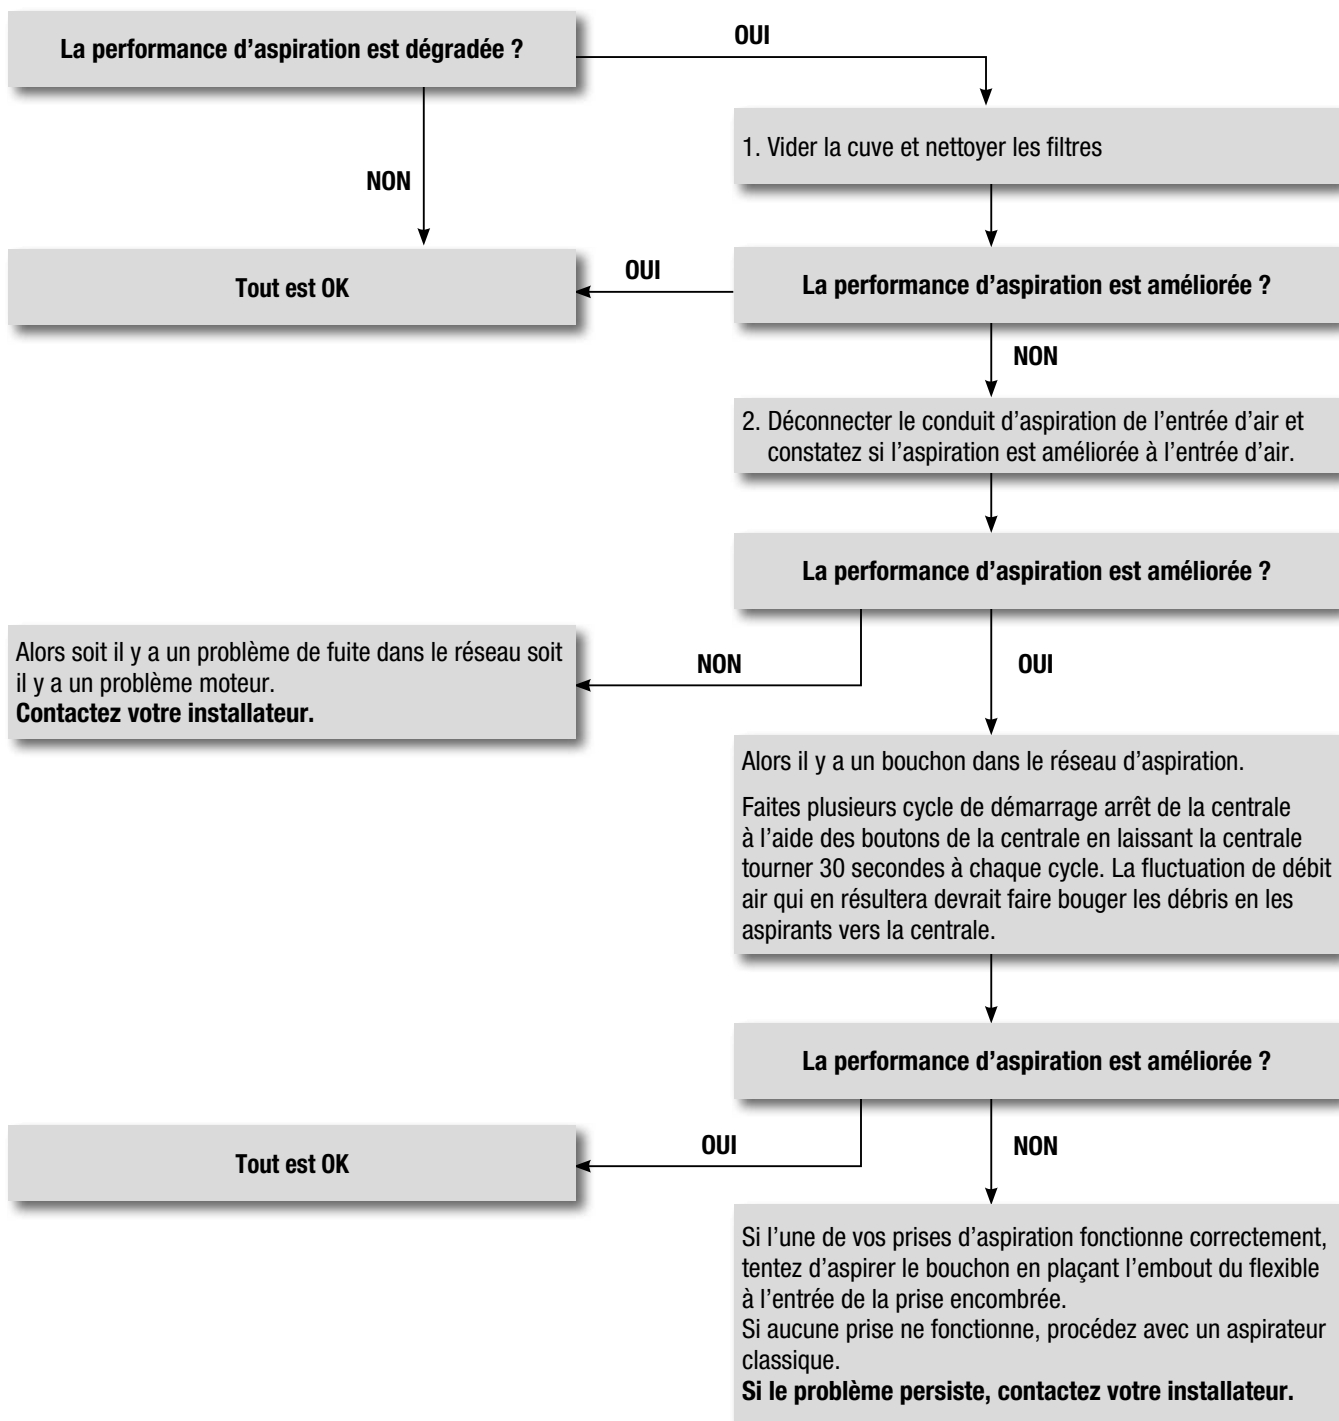 La performance d’aspiration est dégradée ?
OUI
1. Vider la cuve et nettoyer les filtres
NON
Tout est OK
OUI
La performance d’aspiration est améliorée ?
NON
2. Déconnecter le conduit d’aspiration de l’entrée d’air et
constatez si l’aspiration est améliorée à l’entrée d’air.
La performance d’aspiration est améliorée ?
Alors soit il y a un problème de fuite dans le réseau soit
il y a un problème moteur.
Contactez votre installateur.
NON
OUI
Alors il y a un bouchon dans le réseau d’aspiration.
Faites plusieurs cycle de démarrage arrêt de la centrale
à l’aide des boutons de la centrale en laissant la centrale
tourner 30 secondes à chaque cycle. La fluctuation de débit
air qui en résultera devrait faire bouger les débris en les
aspirants vers la centrale.
La performance d’aspiration est améliorée ?
Tout est OK
OUI
NON
Si l’une de vos prises d’aspiration fonctionne correctement,
tentez d’aspirer le bouchon en plaçant l’embout du flexible
à l’entrée de la prise encombrée.
Si aucune prise ne fonctionne, procédez avec un aspirateur
classique.
Si le problème persiste, contactez votre installateur.